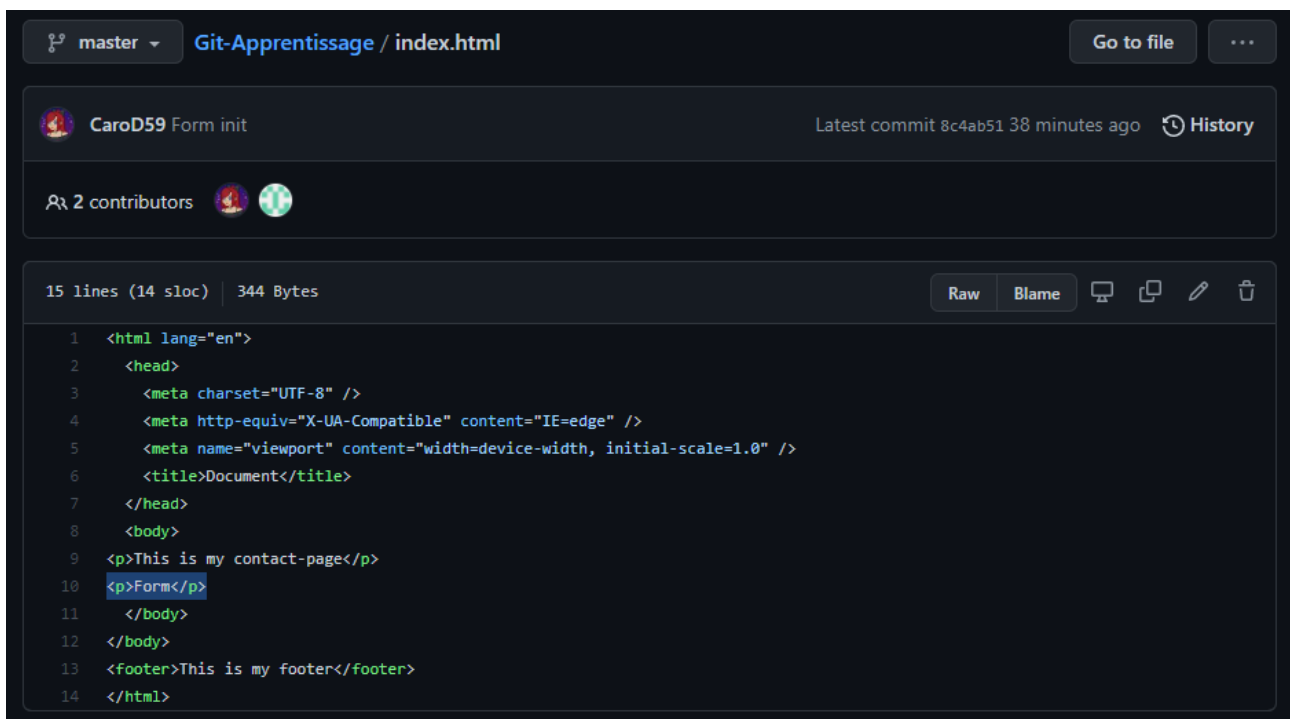 master Git-Apprentissage / index.html Go to file ...
CaroD59 Form init Latest commit 8c4ab51 38 minutes ago History
2 contributors
15 lines (14 sloc) 344 Bytes Raw Blame
1 <html lang="en">
2 <head>
3 <meta charset="UTF-8" />
4 <meta http-equiv="X-UA-Compatible" content="IE=edge" />
5 <meta name="viewport" content="width=device-width, initial-scale=1.0" />
6 <title>Document</title>
7 </head>
8 <body>
9 <p>This is my contact-page</p>
10 <p>Form</p>
11 </body>
12 </body>
13 <footer>This is my footer</footer>
14 </html>